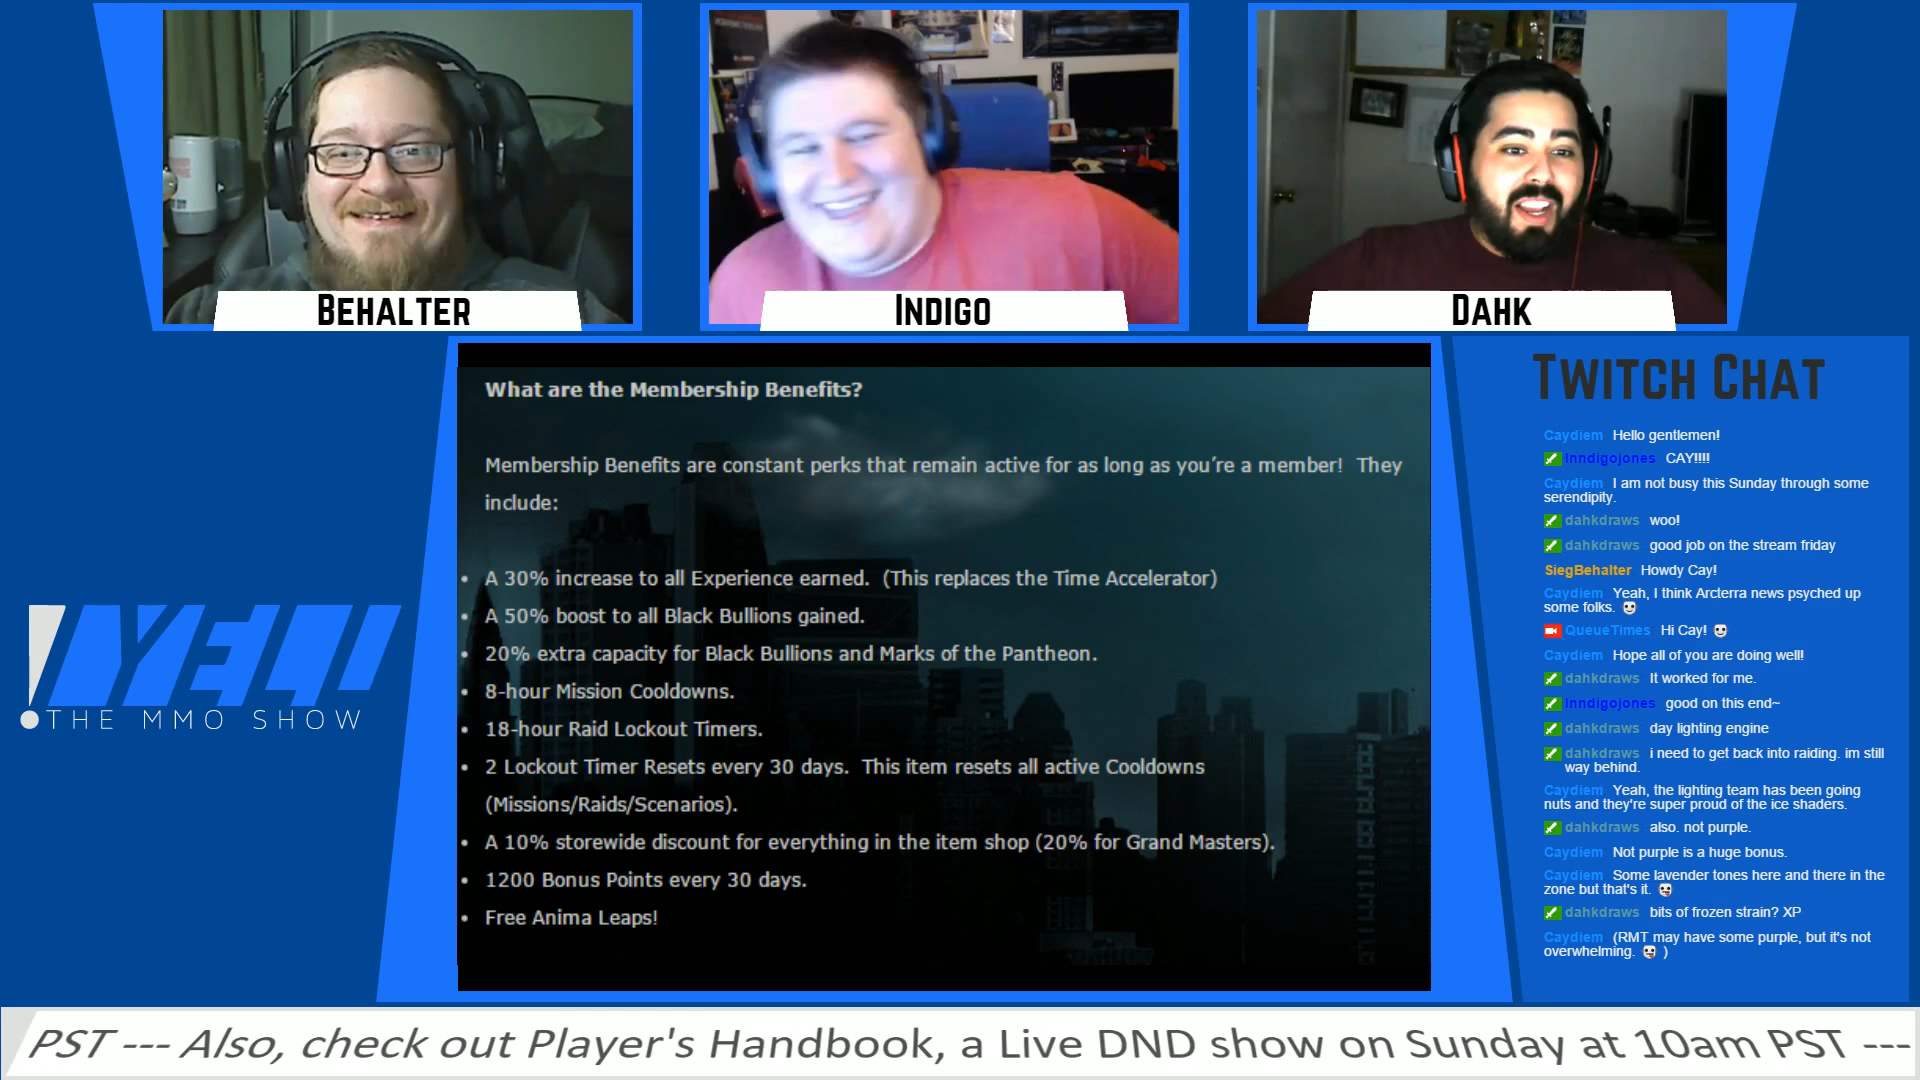 BEHALTER
INDIGO
DAHK
What are the Membership Benefits?
Membership Benefits are constant perks that remain active for as long as you're a member! They
include:
• A 30% increase to all Experience earned. (This replaces the Time Accelerator)
• A 50% boost to all Black Bullions gained.
• 20% extra capacity for Black Bullions and Marks of the Pantheon.
• 8-hour Mission Cooldowns.
• 18-hour Raid Lockout Timers.
• 2 Lockout Timer Resets every 30 days. This item resets all active Cooldowns
(Missions/Raids/Scenarios).
• A 10% storewide discount for everything in the item shop (20% for Grand Masters).
• 1200 Bonus Points every 30 days.
• Free Anima Leaps!
!YELL
THE MMO SHOW
TWITCH CHAT
Caydiem Hello gentlemen!
Inndigojones CAY!!!!
Caydiem I am not busy this Sunday through some
serendipity.
dahkdraws woo!
dahkdraws good job on the stream friday
SiegBehalter Howdy Cay!
Caydiem Yeah, I think Arcterra news psyched up
some folks.
QueueTimes Hi Cay!
Caydiem Hope all of you are doing well!
dahkdraws It worked for me.
Inndigojones good on this end~
dahkdraws day lighting engine
dahkdraws i need to get back into raiding. im still
way behind.
Caydiem Yeah, the lighting team has been going
nuts and they're super proud of the ice shaders.
dahkdraws also. not purple.
Caydiem Not purple is a huge bonus.
Caydiem Some lavender tones here and there in the
zone but that's it.
dahkdraws bits of frozen strain? XP
Caydiem (RMT may have some purple, but it's not
overwhelming. )
PST --- Also, check out Player's Handbook, a Live DND show on Sunday at 10am PST ---